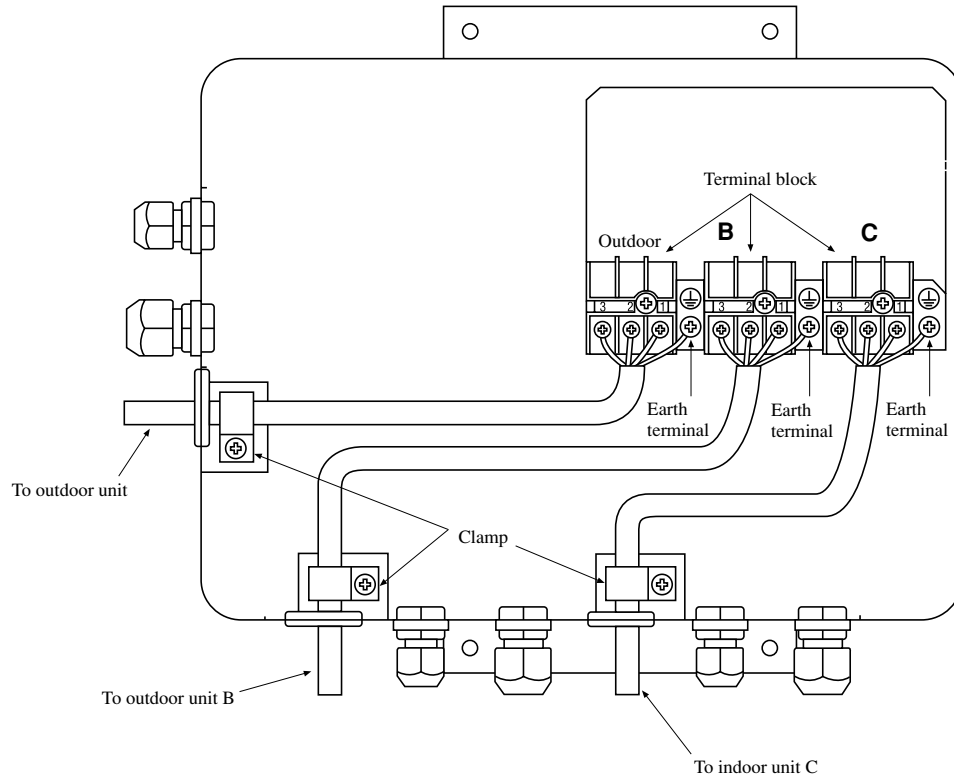 Terminal block
Outdoor
B
C
3 2 1
3 2 1
3 2 1
Earth
terminal
Earth
terminal
Earth
terminal
To outdoor unit
Clamp
To outdoor unit B
To indoor unit C